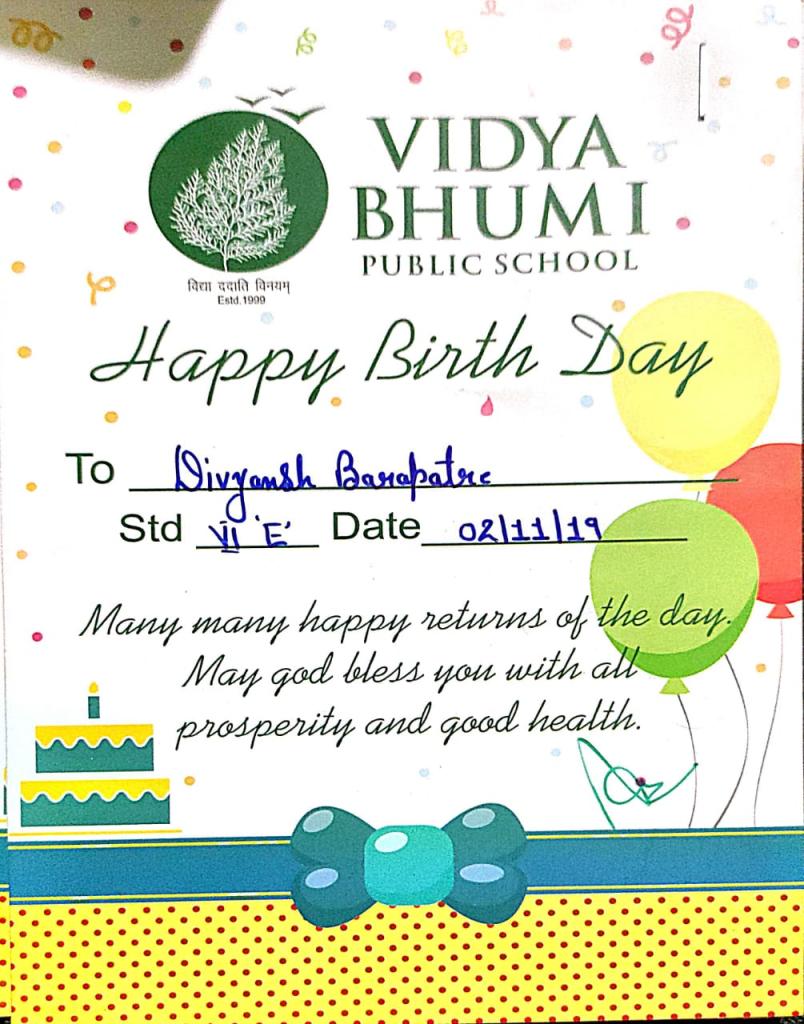 VIDYA
BHUMI
PUBLIC SCHOOL
विद्या ददाति विनयम्
Estd.1999
Happy Birth Day
To Divyansh Barapatre
Std VI 'E' Date 02/11/19
Many many happy returns of the day.
May god bless you with all
prosperity and good health.